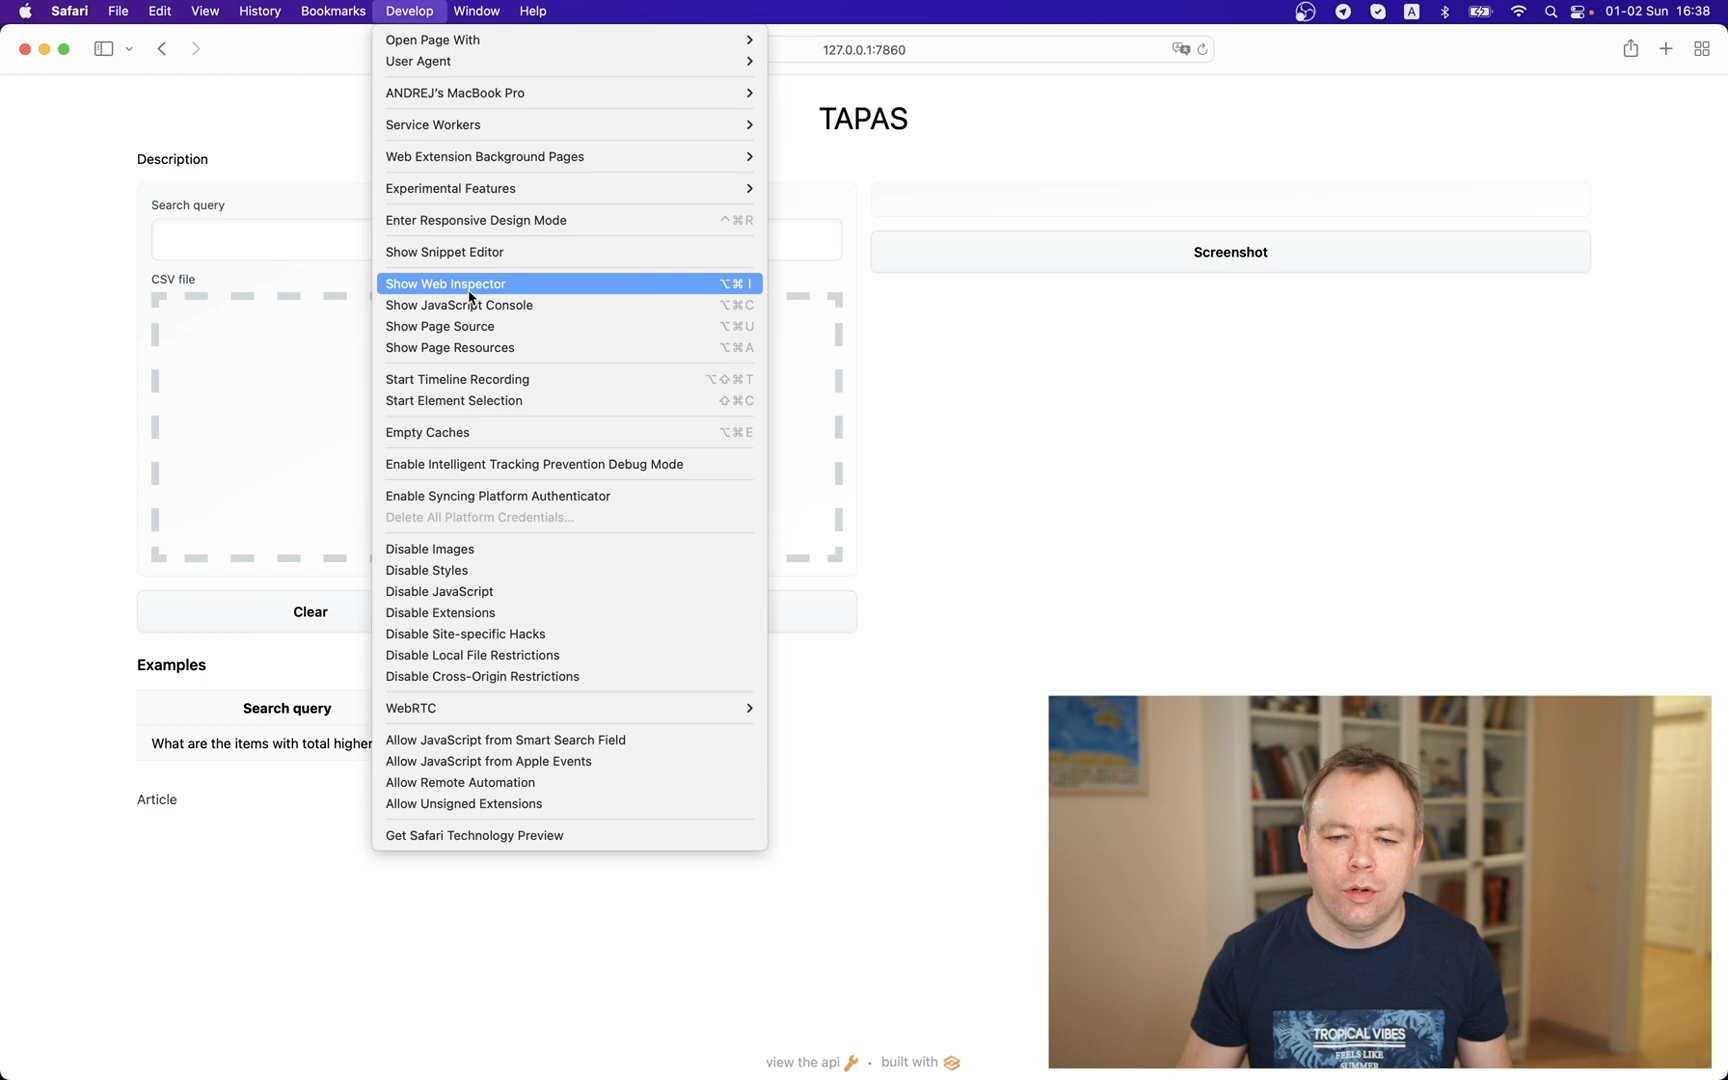 Safari File Edit View History Bookmarks Develop Window Help
A 01-02 Sun 16:38
127.0.0.1:7860
TAPAS
Description
Search query
CSV file
Clear
Screenshot
Examples
Search query
What are the items with total higher
Article
Open Page With
User Agent
ANDREJ's MacBook Pro
Service Workers
Web Extension Background Pages
Experimental Features
Enter Responsive Design Mode ⌃⌘R
Show Snippet Editor
Show Web Inspector ⌥⌘I
Show JavaScript Console ⌥⌘C
Show Page Source ⌥⌘U
Show Page Resources ⌥⌘A
Start Timeline Recording ⌥⇧⌘T
Start Element Selection ⇧⌘C
Empty Caches ⌥⌘E
Enable Intelligent Tracking Prevention Debug Mode
Enable Syncing Platform Authenticator
Delete All Platform Credentials...
Disable Images
Disable Styles
Disable JavaScript
Disable Extensions
Disable Site-specific Hacks
Disable Local File Restrictions
Disable Cross-Origin Restrictions
WebRTC
Allow JavaScript from Smart Search Field
Allow JavaScript from Apple Events
Allow Remote Automation
Allow Unsigned Extensions
Get Safari Technology Preview
TROPICAL VIBES
FEELS LIKE
SUMMER
view the api · built with